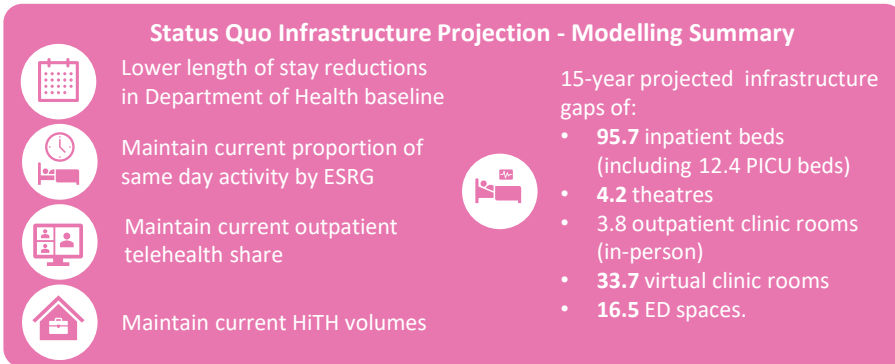 Status Quo Infrastructure Projection - Modelling Summary
Lower length of stay reductions
in Department of Health baseline
Maintain current proportion of
same day activity by ESRG
Maintain current outpatient
telehealth share
Maintain current HiTH volumes
15-year projected infrastructure
gaps of:
• 95.7 inpatient beds
(including 12.4 PICU beds)
• 4.2 theatres
• 3.8 outpatient clinic rooms
(in-person)
• 33.7 virtual clinic rooms
• 16.5 ED spaces.